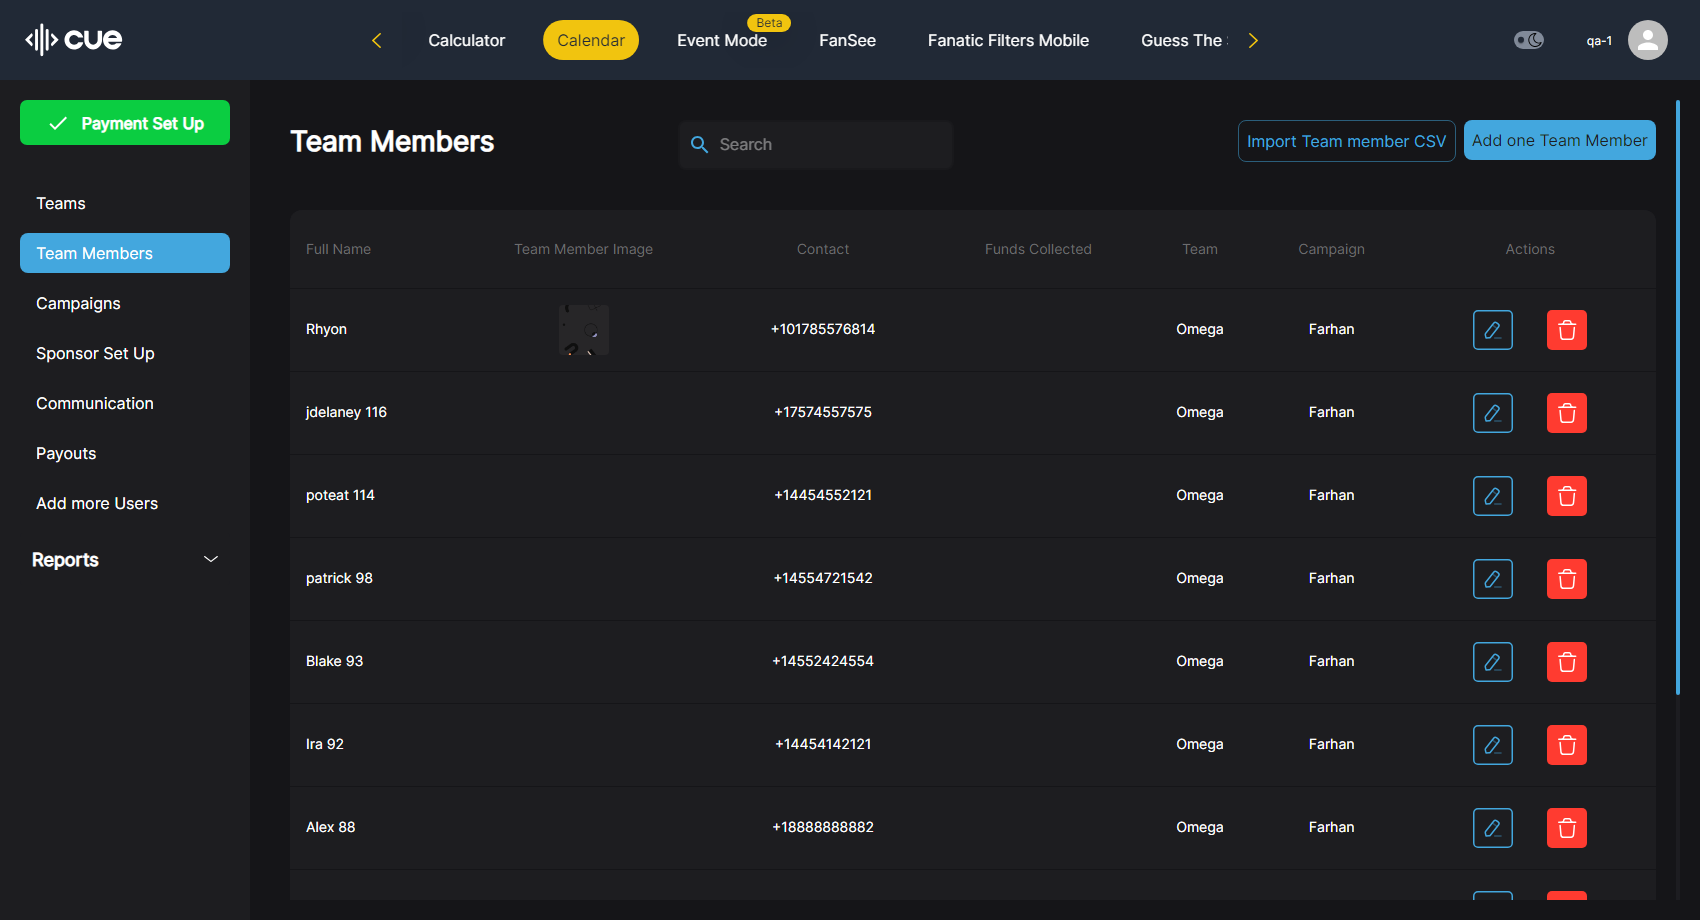 cue
Calculator
Calendar
Event Mode
Beta
FanSee
Fanatic Filters Mobile
Guess The
qa-1
Payment Set Up
Teams
Team Members
Campaigns
Sponsor Set Up
Communication
Payouts
Add more Users
Reports
Team Members
Search
Import Team member CSV
Add one Team Member
Full Name Team Member Image Contact Funds Collected Team Campaign Actions
Rhyon +101785576814 Omega Farhan
jdelaney 116 +17574557575 Omega Farhan
poteat 114 +14454552121 Omega Farhan
patrick 98 +14554721542 Omega Farhan
Blake 93 +14552424554 Omega Farhan
Ira 92 +14454142121 Omega Farhan
Alex 88 +18888888882 Omega Farhan